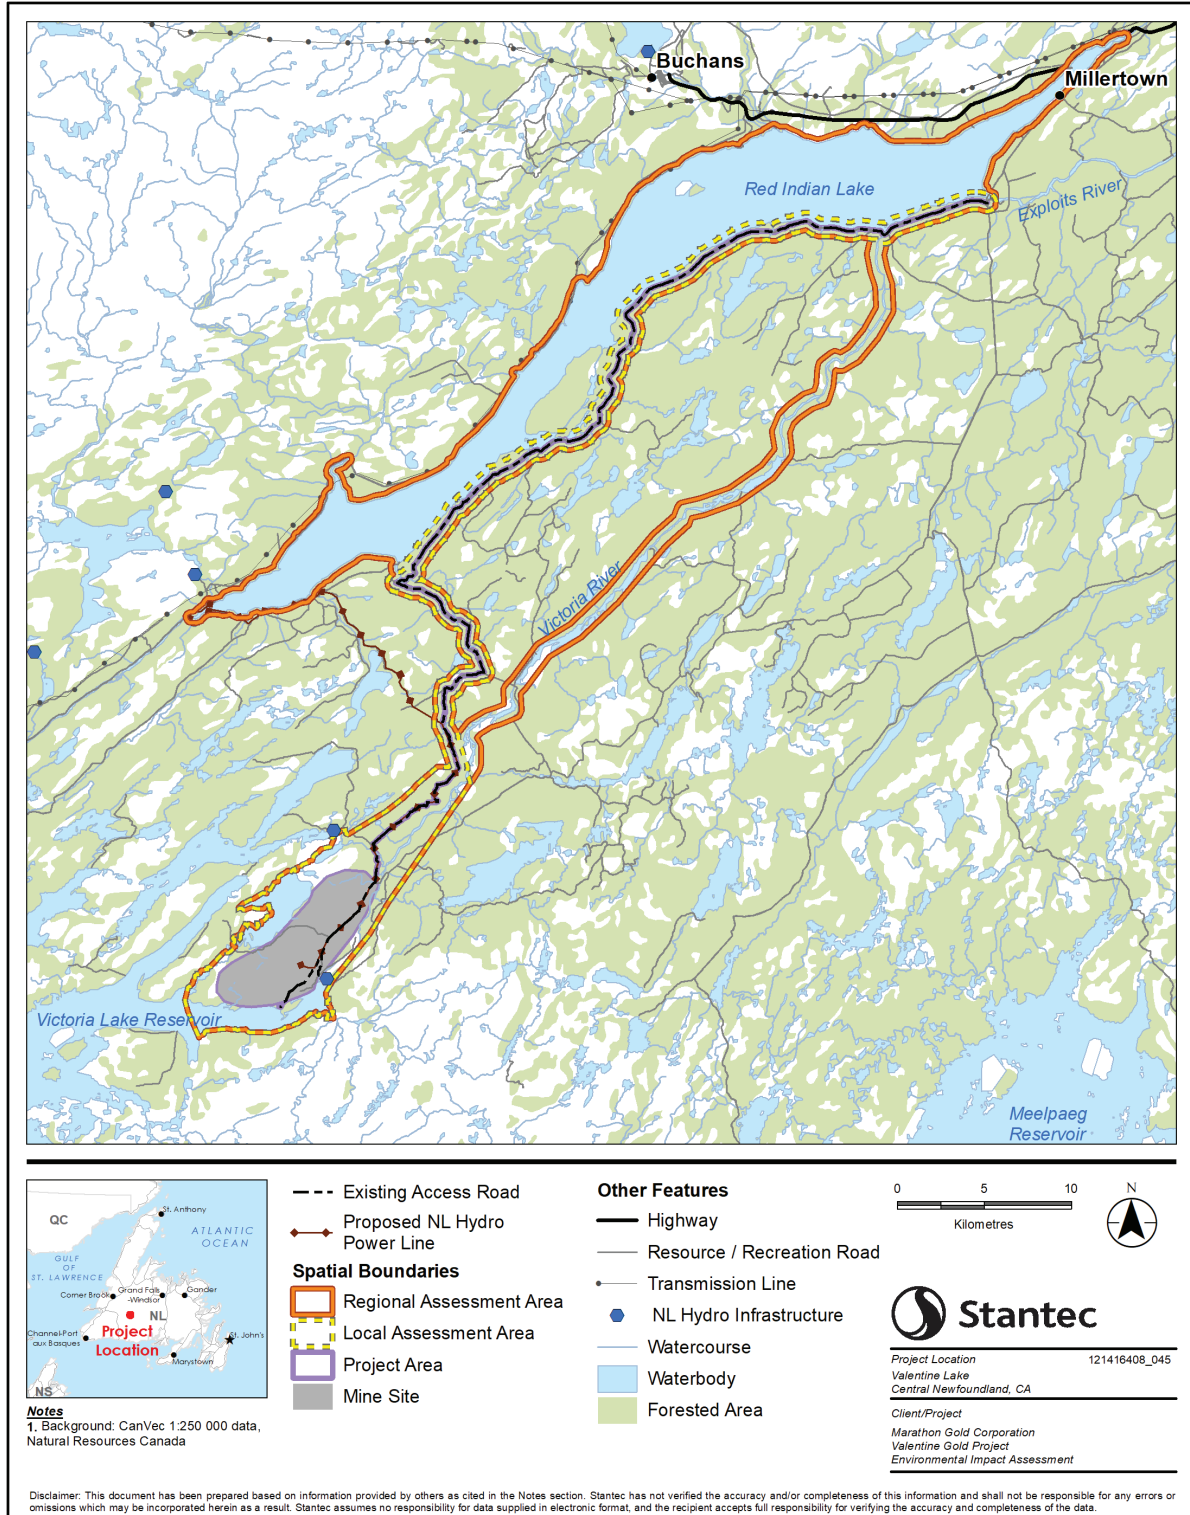 Buchans
Millertown
Red Indian Lake
Exploits River
Victoria River
Victoria Lake Reservoir
Meelpaeg
Reservoir
QC
St. Anthony
ATLANTIC
OCEAN
GULF
OF
ST. LAWRENCE
Corner Brook
Grand Falls
-Windsor
Gander
NL
Project
Location
Channel-Port
aux Basques
St. John's
Marystown
NS
Notes
1. Background: CanVec 1:250 000 data,
Natural Resources Canada
Existing Access Road
Proposed NL Hydro
Power Line
Spatial Boundaries
Regional Assessment Area
Local Assessment Area
Project Area
Mine Site
Other Features
Highway
Resource / Recreation Road
Transmission Line
NL Hydro Infrastructure
Watercourse
Waterbody
Forested Area
0 5 10
Kilometres
N
Stantec
Project Location 121416408_045
Valentine Lake
Central Newfoundland, CA
Client/Project
Marathon Gold Corporation
Valentine Gold Project
Environmental Impact Assessment
Disclaimer: This document has been prepared based on information provided by others as cited in the Notes section. Stantec has not verified the accuracy and/or completeness of this information and shall not be responsible for any errors or
omissions which may be incorporated herein as a result. Stantec assumes no responsibility for data supplied in electronic format, and the recipient accepts full responsibility for verifying the accuracy and completeness of the data.